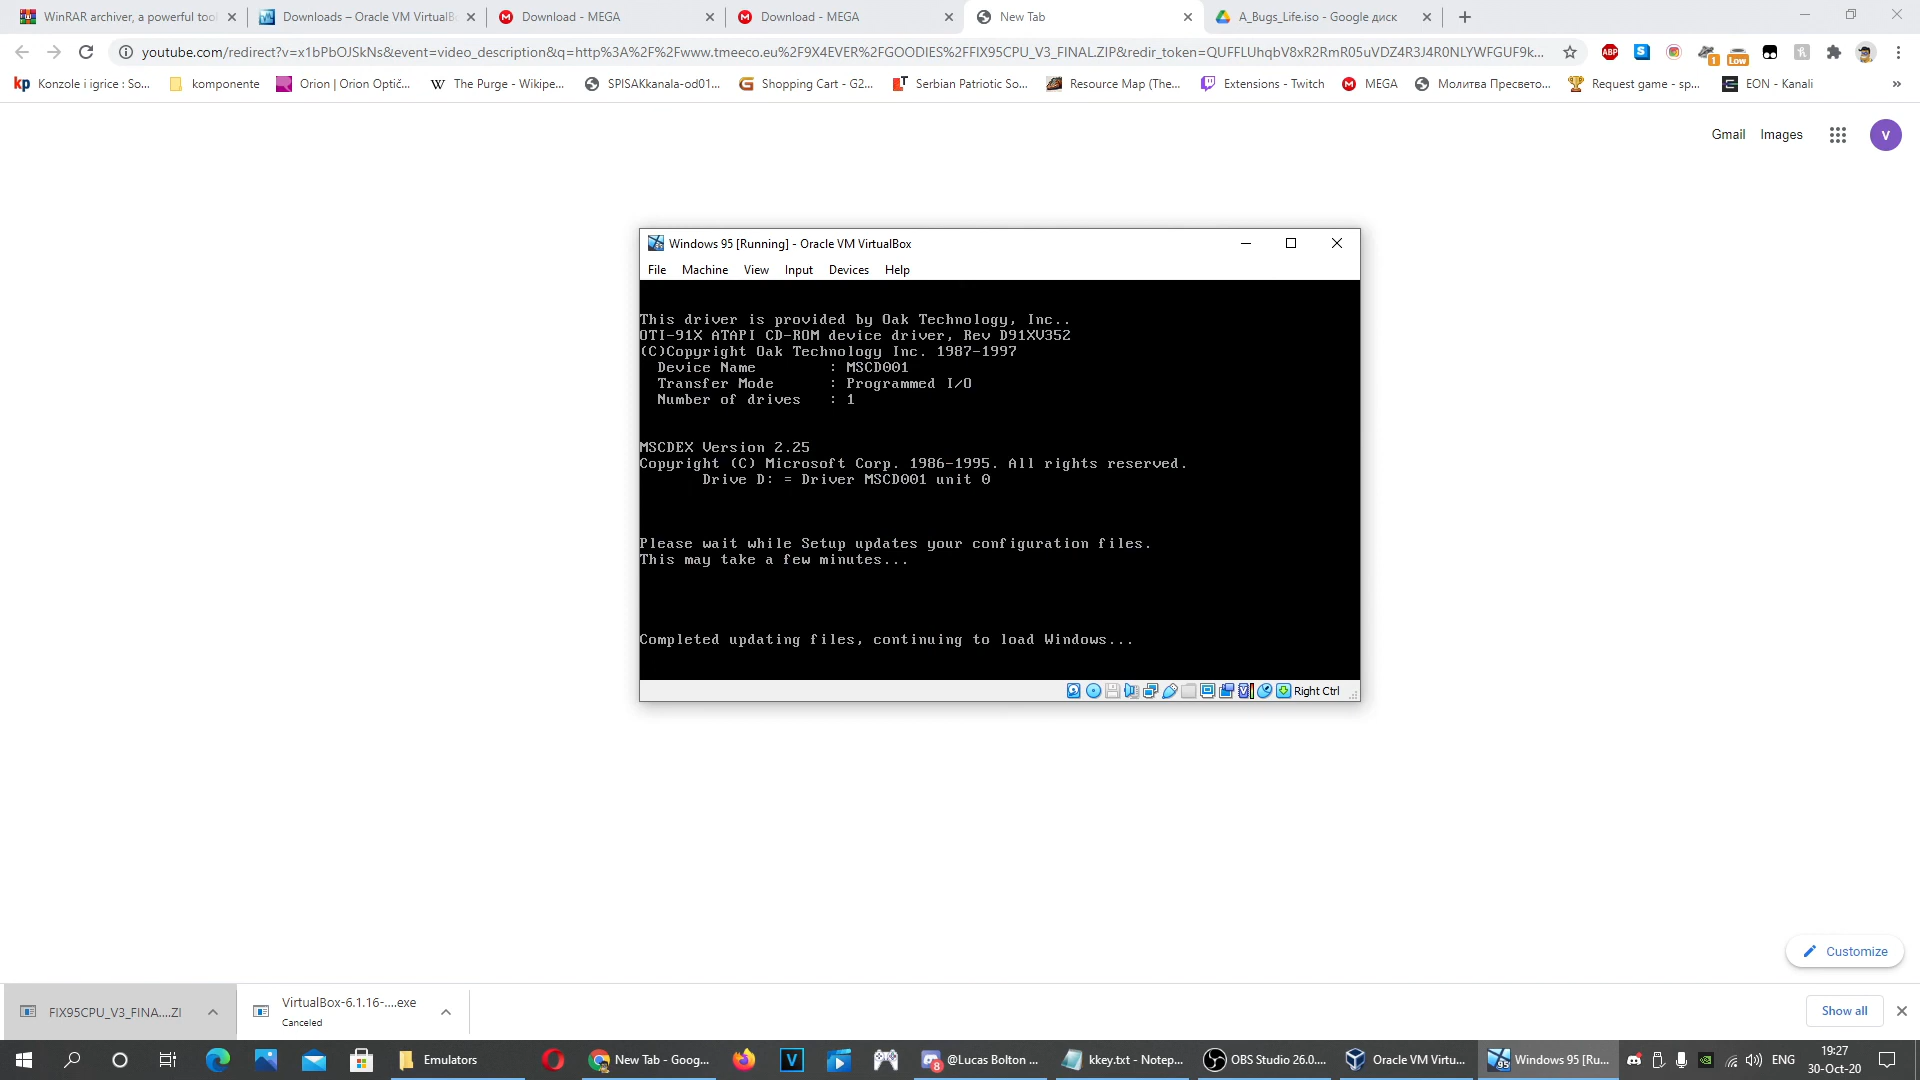 WinRAR archiver, a powerful tool
Downloads – Oracle VM VirtualB
Download - MEGA
Download - MEGA
New Tab
A_Bugs_Life.iso - Google диск
youtube.com/redirect?v=x1bPbOJSkNs&event=video_description&q=http%3A%2F%2Fwww.tmeeco.eu%2F9X4EVER%2FGOODIES%2FFIX95CPU_V3_FINAL.ZIP&redir_token=QUFFLUhqbV8xR2RmR05uVDZ4R3J4R0NLYWFGUF9k...
ABP
1
Low
kp Konzole i igrice : So...
komponente
Orion | Orion Optič...
W The Purge - Wikipe...
SPISAKkanala-od01...
Shopping Cart - G2...
Serbian Patriotic So...
Resource Map (The...
Extensions - Twitch
MEGA
Молитва Пресвето...
Request game - sp...
EON - Kanali
»
Gmail
Images
V
Windows 95 [Running] - Oracle VM VirtualBox
File Machine View Input Devices Help
This driver is provided by Oak Technology, Inc..
OTI-91X ATAPI CD-ROM device driver, Rev D91XV352
(C)Copyright Oak Technology Inc. 1987-1997
Device Name : MSCD001
Transfer Mode : Programmed I/O
Number of drives : 1
MSCDEX Version 2.25
Copyright (C) Microsoft Corp. 1986-1995. All rights reserved.
Drive D: = Driver MSCD001 unit 0
Please wait while Setup updates your configuration files.
This may take a few minutes...
Completed updating files, continuing to load Windows...
Right Ctrl
Customize
FIX95CPU_V3_FINA....ZI
VirtualBox-6.1.16-....exe
Canceled
Show all
Emulators
New Tab - Goog...
V
8
@Lucas Bolton ...
kkey.txt - Notep...
OBS Studio 26.0....
Oracle VM Virtu...
95
Windows 95 [Ru...
ENG
19:27
30-Oct-20